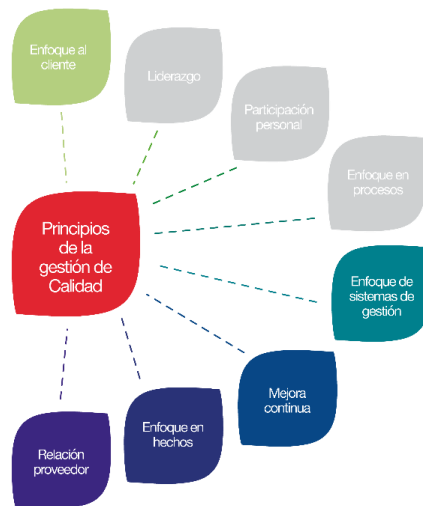 Enfoque al
cliente
Liderazgo
Participación
personal
Enfoque en
procesos
Principios
de la
gestión de
Calidad
Enfoque de
sistemas de
gestión
Mejora
continua
Enfoque en
hechos
Relación
proveedor